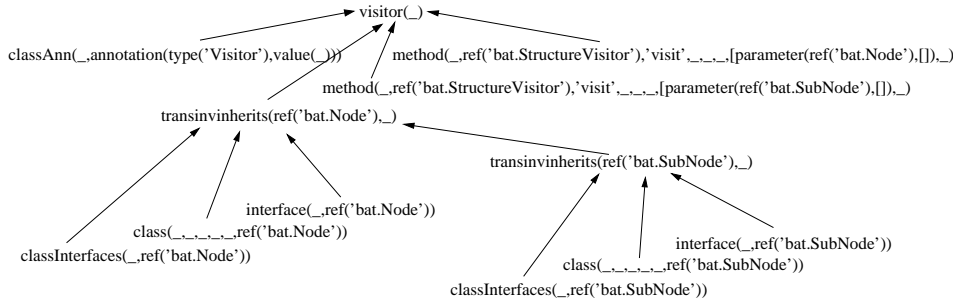 visitor(_)
classAnn(_,annotation(type('Visitor'),value(_)))
method(_,ref('bat.StructureVisitor'),'visit',_,_,_,[parameter(ref('bat.Node'),[]),_)
method(_,ref('bat.StructureVisitor'),'visit',_,_,_,[parameter(ref('bat.SubNode'),[]),_)
transinvinherits(ref('bat.Node'),_)
transinvinherits(ref('bat.SubNode'),_)
interface(_,ref('bat.Node'))
class(_,_,_,_,_,ref('bat.Node'))
classInterfaces(_,ref('bat.Node'))
interface(_,ref('bat.SubNode'))
class(_,_,_,_,_,ref('bat.SubNode'))
classInterfaces(_,ref('bat.SubNode'))